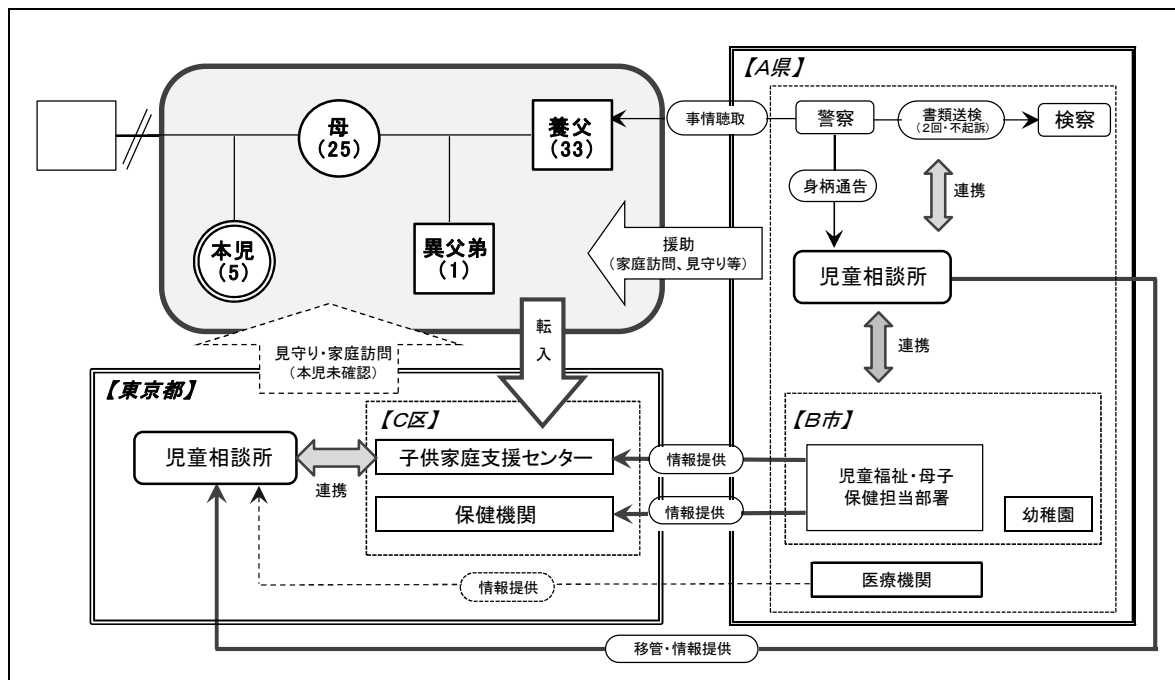 【A県】
母
（25）
養父
（33）
事情聴取
警察
書類送検
（2回・不起訴）
検察
身柄通告
連携
本児
（5）
異父弟
（1）
援助
（家庭訪問、見守り等）
児童相談所
転入
見守り・家庭訪問
（本児未確認）
連携
【東京都】
【C区】
【B市】
児童相談所
連携
子供家庭支援センター
情報提供
児童福祉・母子
保健担当部署
保健機関
情報提供
幼稚園
情報提供
医療機関
移管・情報提供